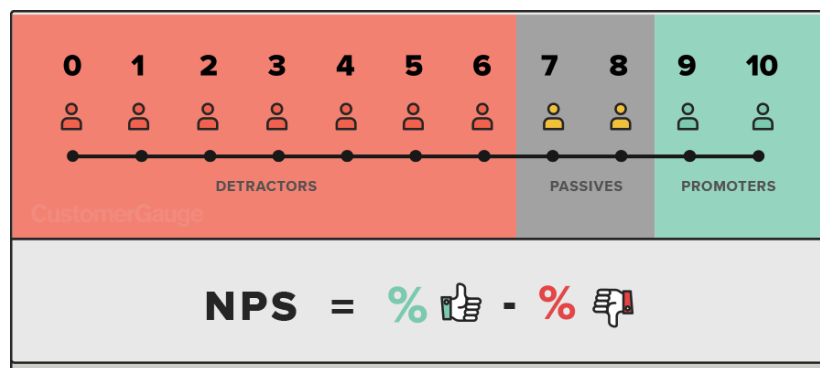 0 1 2 3 4 5 6 7 8 9 10
DETRACTORS PASSIVES PROMOTERS
CustomerGauge
NPS = % - %